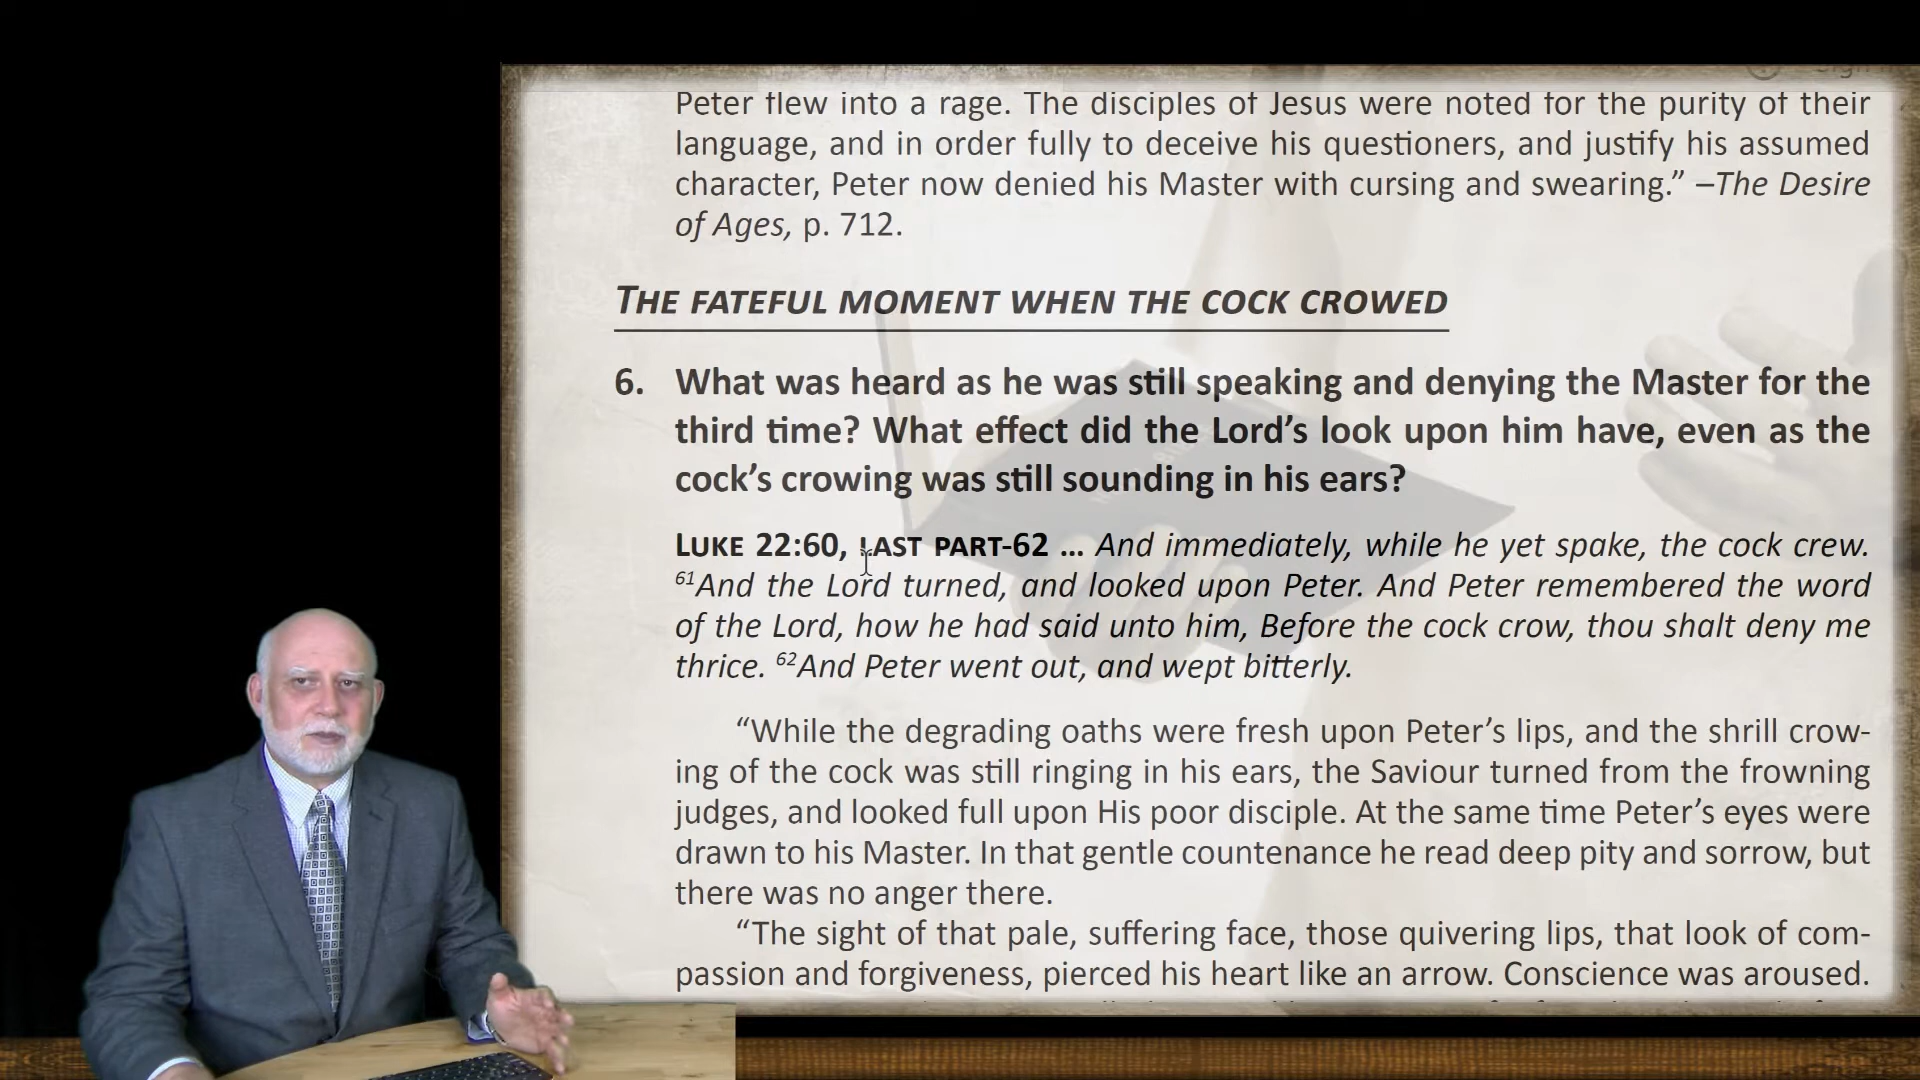 Peter flew into a rage. The disciples of Jesus were noted for the purity of their
language, and in order fully to deceive his questioners, and justify his assumed
character, Peter now denied his Master with cursing and swearing.” –The Desire
of Ages, p. 712.
THE FATEFUL MOMENT WHEN THE COCK CROWED
6. What was heard as he was still speaking and denying the Master for the
third time? What effect did the Lord’s look upon him have, even as the
cock’s crowing was still sounding in his ears?
LUKE 22:60, LAST PART-62 ... And immediately, while he yet spake, the cock crew.
61And the Lord turned, and looked upon Peter. And Peter remembered the word
of the Lord, how he had said unto him, Before the cock crow, thou shalt deny me
thrice. 62And Peter went out, and wept bitterly.
“While the degrading oaths were fresh upon Peter’s lips, and the shrill crow-
ing of the cock was still ringing in his ears, the Saviour turned from the frowning
judges, and looked full upon His poor disciple. At the same time Peter’s eyes were
drawn to his Master. In that gentle countenance he read deep pity and sorrow, but
there was no anger there.
“The sight of that pale, suffering face, those quivering lips, that look of com-
passion and forgiveness, pierced his heart like an arrow. Conscience was aroused.